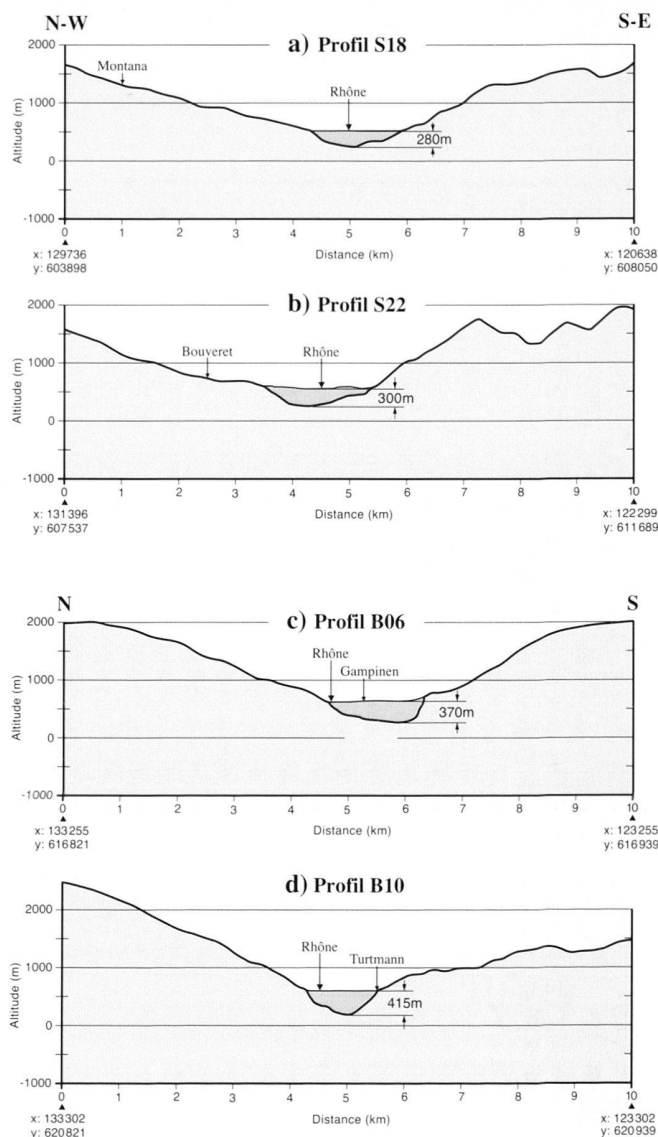 N-W S-E
a) Profil S18
2000
Montana
Rhône
1000
280m
0
-1000
Altitude (m)
0 1 2 3 4 5 6 7 8 9 10
Distance (km)
x: 129736 x: 120638
y: 603898 y: 608050
b) Profil S22
2000
Bouveret Rhône
1000
300m
0
-1000
Altitude (m)
0 1 2 3 4 5 6 7 8 9 10
Distance (km)
x: 131396 x: 122299
y: 607537 y: 611689
N S
c) Profil B06
2000
Rhône
Gampinen
1000
370m
0
-1000
Altitude (m)
0 1 2 3 4 5 6 7 8 9 10
Distance (km)
x: 133255 x: 123255
y: 616821 y: 616939
d) Profil B10
2000
Rhône
Turtmann
1000
415m
0
-1000
Altitude (m)
0 1 2 3 4 5 6 7 8 9 10
Distance (km)
x: 133302 x: 123302
y: 620821 y: 620939